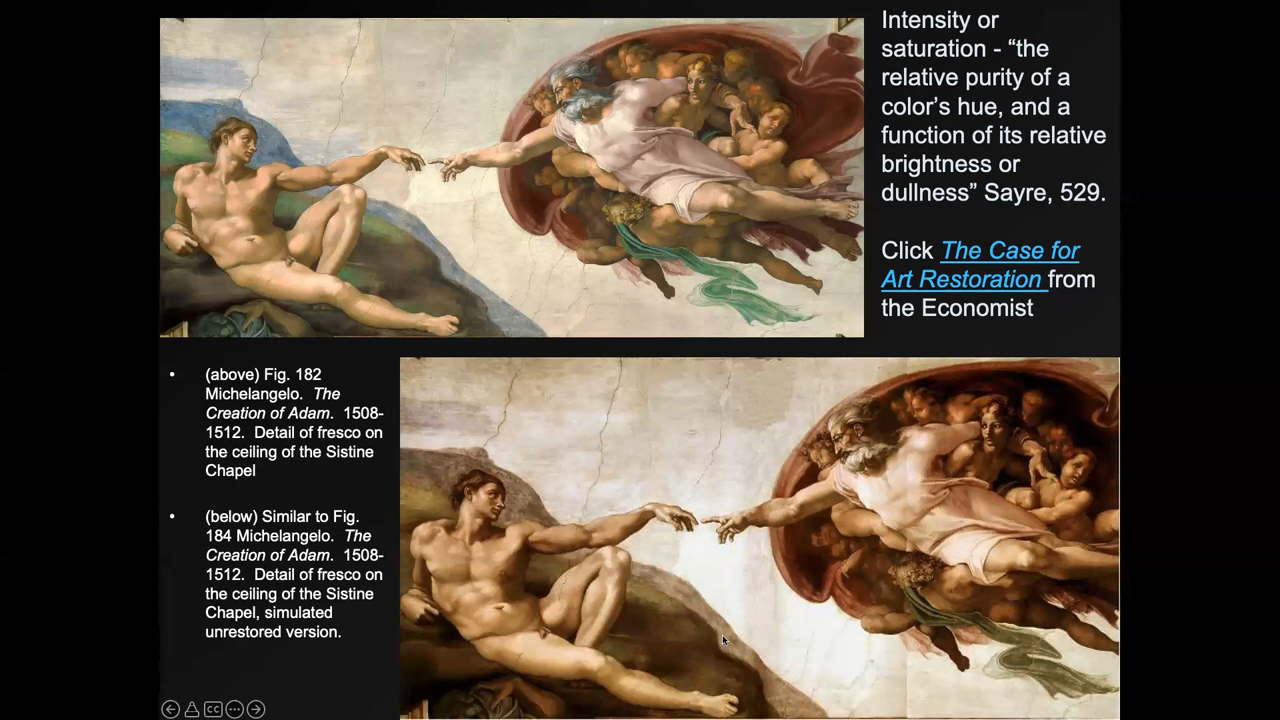 Intensity or
saturation - “the
relative purity of a
color’s hue, and a
function of its relative
brightness or
dullness” Sayre, 529.
Click The Case for
Art Restoration from
the Economist
• (above) Fig. 182
Michelangelo. The
Creation of Adam. 1508-
1512. Detail of fresco on
the ceiling of the Sistine
Chapel
• (below) Similar to Fig.
184 Michelangelo. The
Creation of Adam. 1508-
1512. Detail of fresco on
the ceiling of the Sistine
Chapel, simulated
unrestored version.
CC